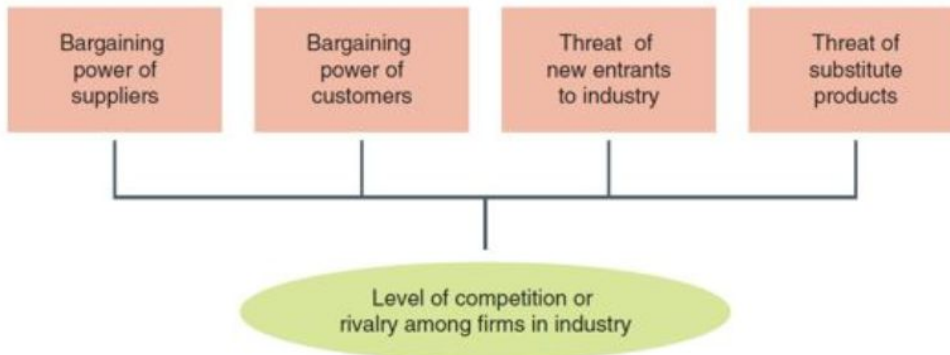 Bargaining
power of
suppliers
Bargaining
power of
customers
Threat of
new entrants
to industry
Threat of
substitute
products
Level of competition or
rivalry among firms in industry